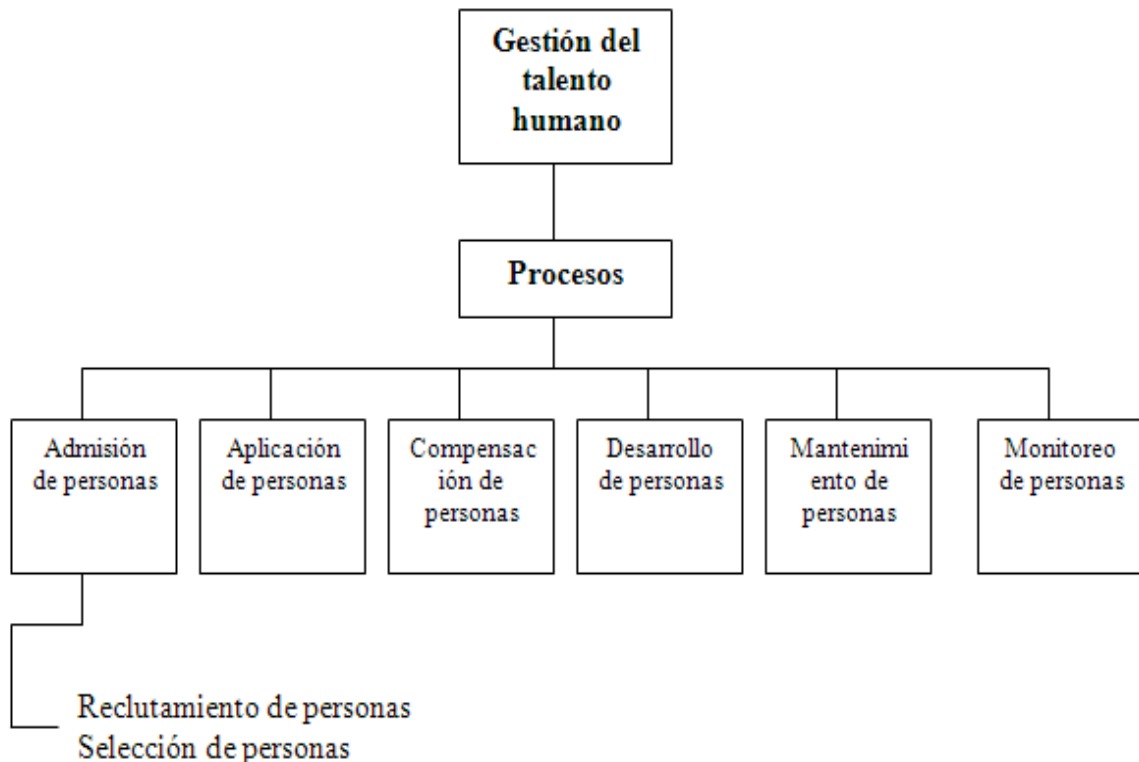 Gestión del
talento
humano
Procesos
Admisión
de personas
Aplicación
de personas
Compensac
ión de
personas
Desarrollo
de personas
Mantenimi
ento de
personas
Monitoreo
de personas
Reclutamiento de personas
Selección de personas